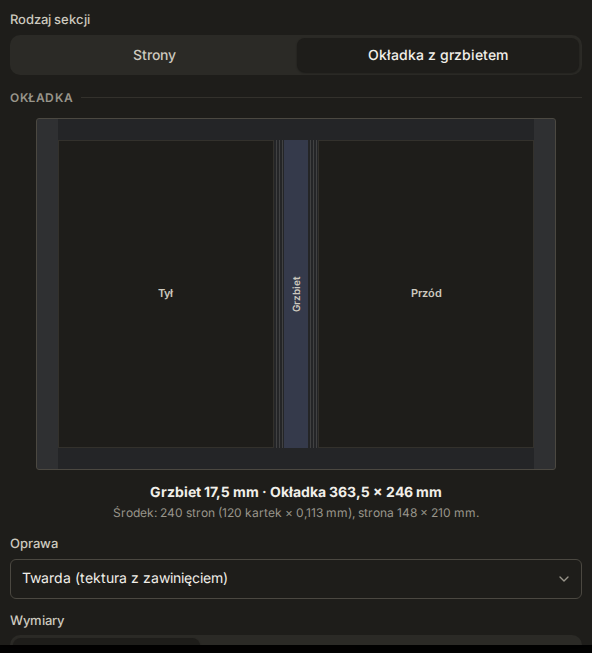 Rodzaj sekcji
Strony
Okładka z grzbietem
OKŁADKA
Tył
Grzbiet
Przód
Grzbiet 17,5 mm · Okładka 363,5 × 246 mm
Środek: 240 stron (120 kartek × 0,113 mm), strona 148 × 210 mm.
Oprawa
Twarda (tektura z zawinięciem)
Wymiary